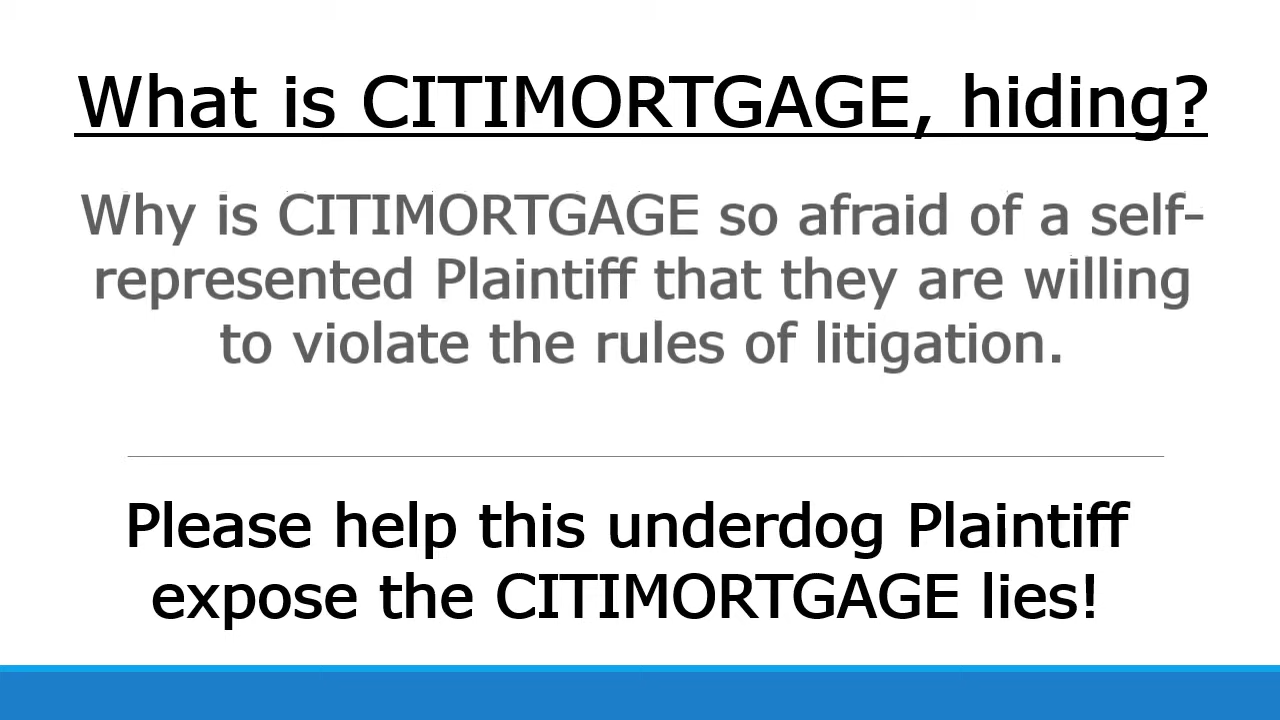 What is CITIMORTGAGE, hiding?
Why is CITIMORTGAGE so afraid of a self-
represented Plaintiff that they are willing
to violate the rules of litigation.
Please help this underdog Plaintiff
expose the CITIMORTGAGE lies!